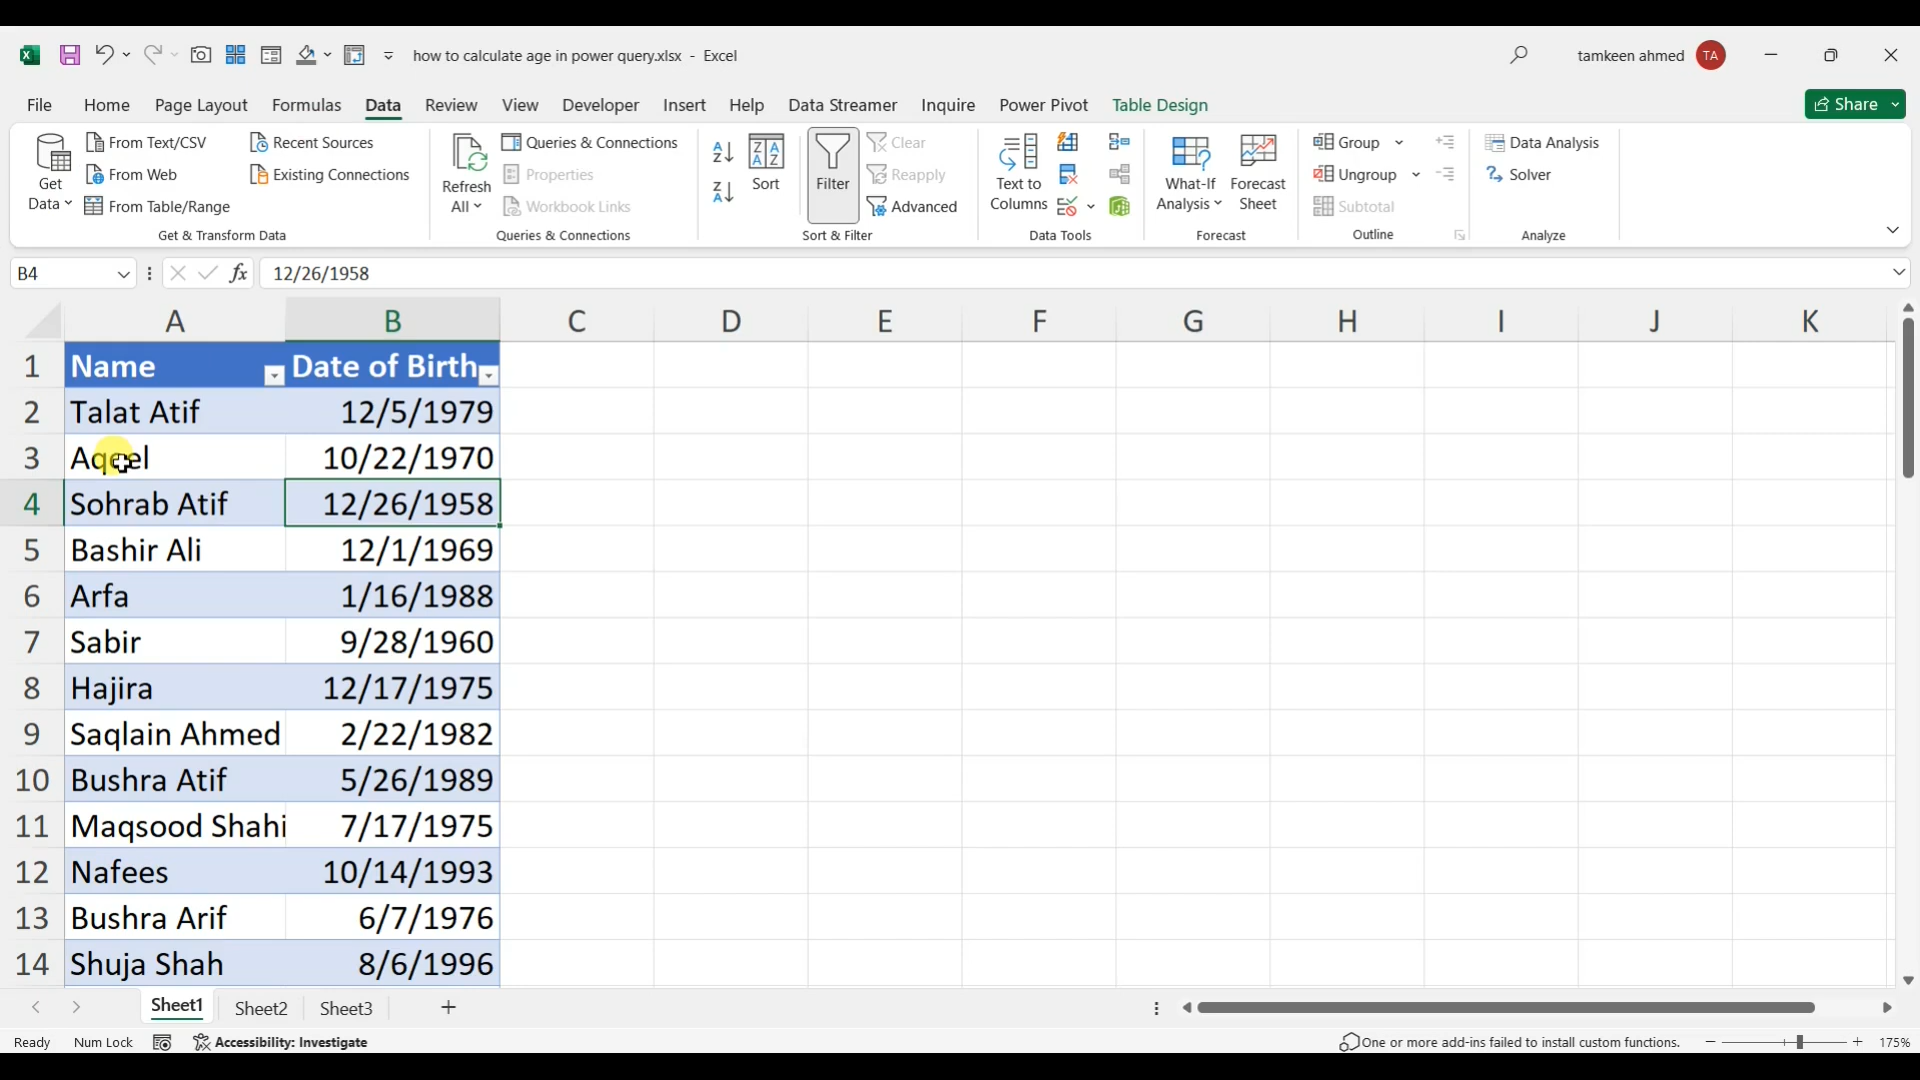 how to calculate age in power query.xlsx - Excel
tamkeen ahmed TA
File Home Page Layout Formulas Data Review View Developer Insert Help Data Streamer Inquire Power Pivot Table Design Share
Get Data
From Text/CSV
From Web
From Table/Range
Recent Sources
Existing Connections
Get & Transform Data
Refresh All
Queries & Connections
Properties
Workbook Links
Queries & Connections
Sort
Filter
Clear
Reapply
Advanced
Sort & Filter
Text to Columns
Data Tools
What-If Analysis
Forecast Sheet
Forecast
Group
Ungroup
Subtotal
Outline
Data Analysis
Solver
Analyze
B4 fx 12/26/1958
A B C D E F G H I J K
1 Name Date of Birth
2 Talat Atif 12/5/1979
3 Aqeel 10/22/1970
4 Sohrab Atif 12/26/1958
5 Bashir Ali 12/1/1969
6 Arfa 1/16/1988
7 Sabir 9/28/1960
8 Hajira 12/17/1975
9 Saqlain Ahmed 2/22/1982
10 Bushra Atif 5/26/1989
11 Maqsood Shahi 7/17/1975
12 Nafees 10/14/1993
13 Bushra Arif 6/7/1976
14 Shuja Shah 8/6/1996
Sheet1 Sheet2 Sheet3
Ready Num Lock Accessibility: Investigate One or more add-ins failed to install custom functions. 175%